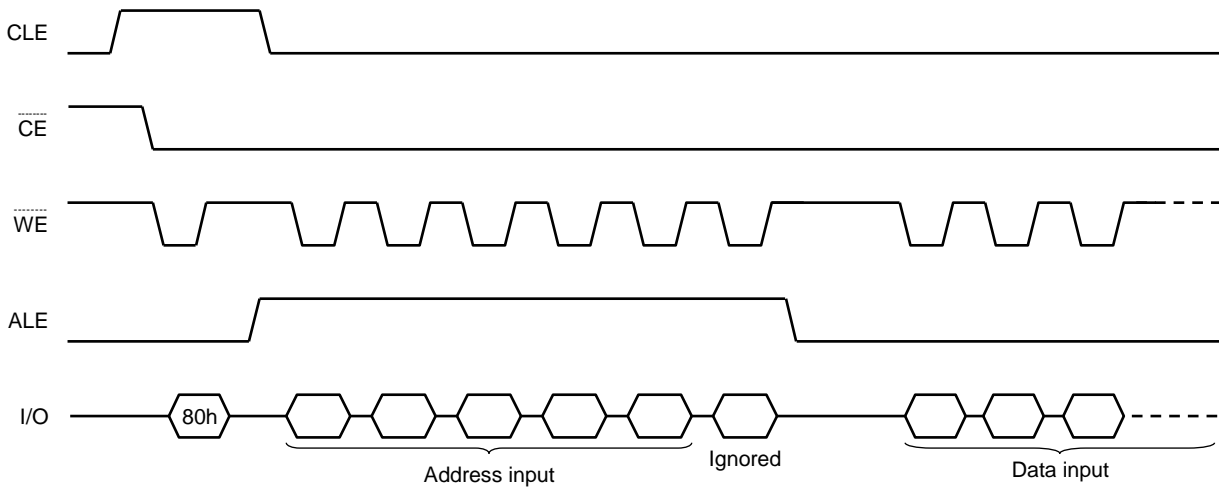 CLE
CE
WE
ALE
I/O
80h
Address input
Ignored
Data input